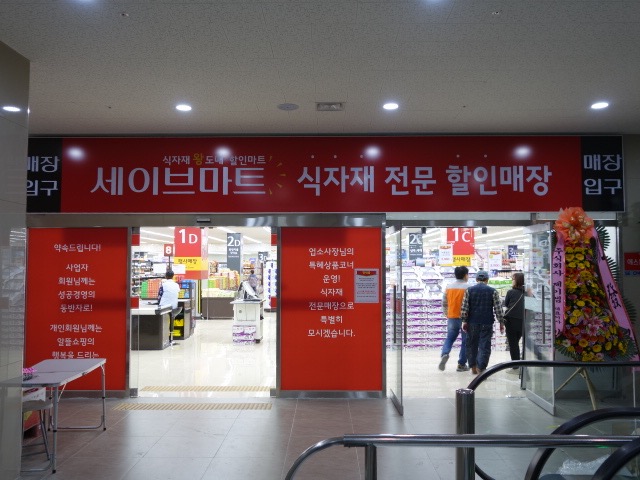 식자재 왕도매 할인마트
세이브마트
식자재 전문 할인매장
매장
입구
매장
입구
약속드립니다!
사업자
회원님께는
성공경영의
동반자로!
개인회원님께는
알뜰쇼핑의
행복을 드리는
업소사장님의
특혜상품코너
운영!
식자재
전문매장으로
특별히
모시겠습니다.
1D
2D
1C
8
행사매장